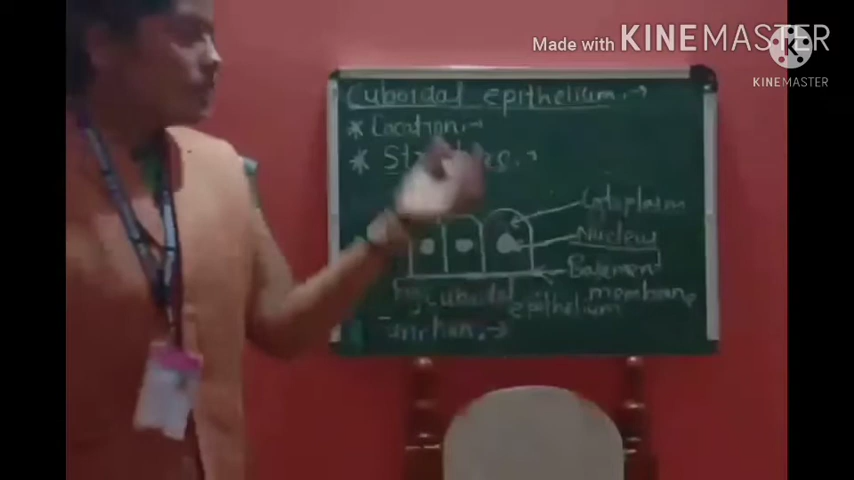 Made with KINEMASTER
KINEMASTER
Cuboidal epithelium :→
* Location :→
*
Cytoplasm
Nucleus
Basement
membrane
Fig: cuboidal
epithelium